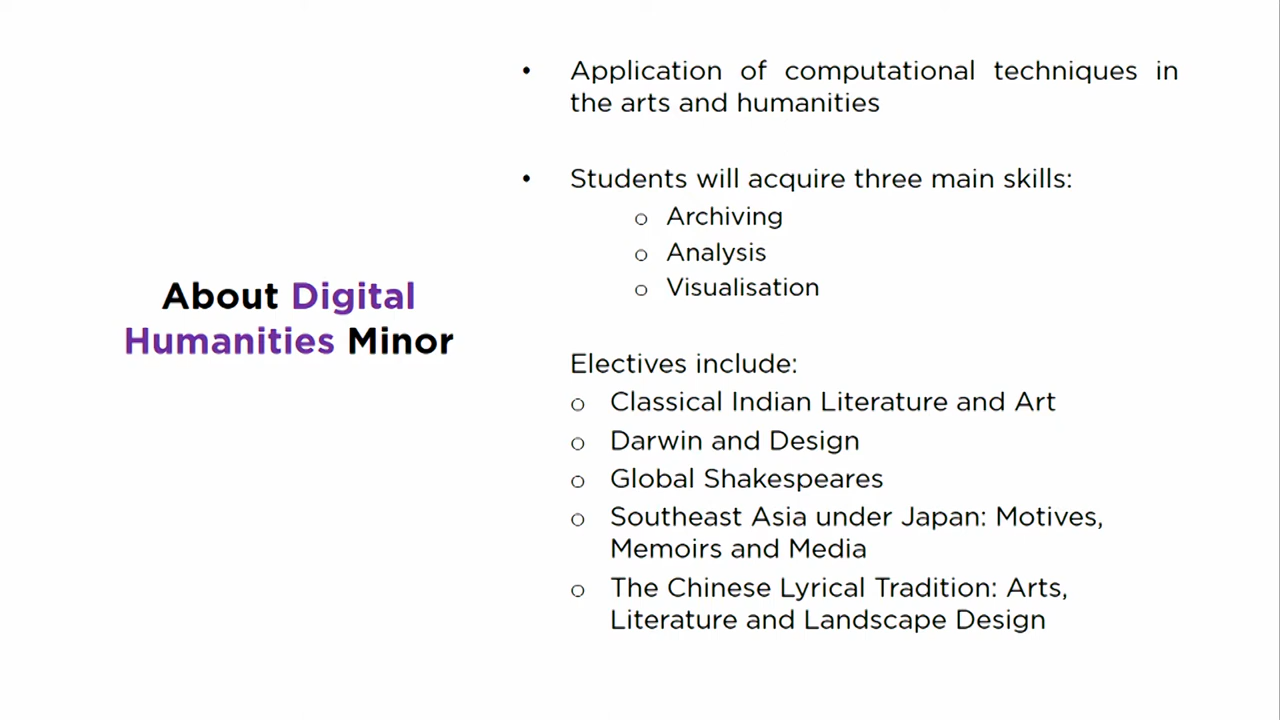 About Digital
Humanities Minor
• Application of computational techniques in
the arts and humanities
• Students will acquire three main skills:
o Archiving
o Analysis
o Visualisation
Electives include:
o Classical Indian Literature and Art
o Darwin and Design
o Global Shakespeares
o Southeast Asia under Japan: Motives,
Memoirs and Media
o The Chinese Lyrical Tradition: Arts,
Literature and Landscape Design